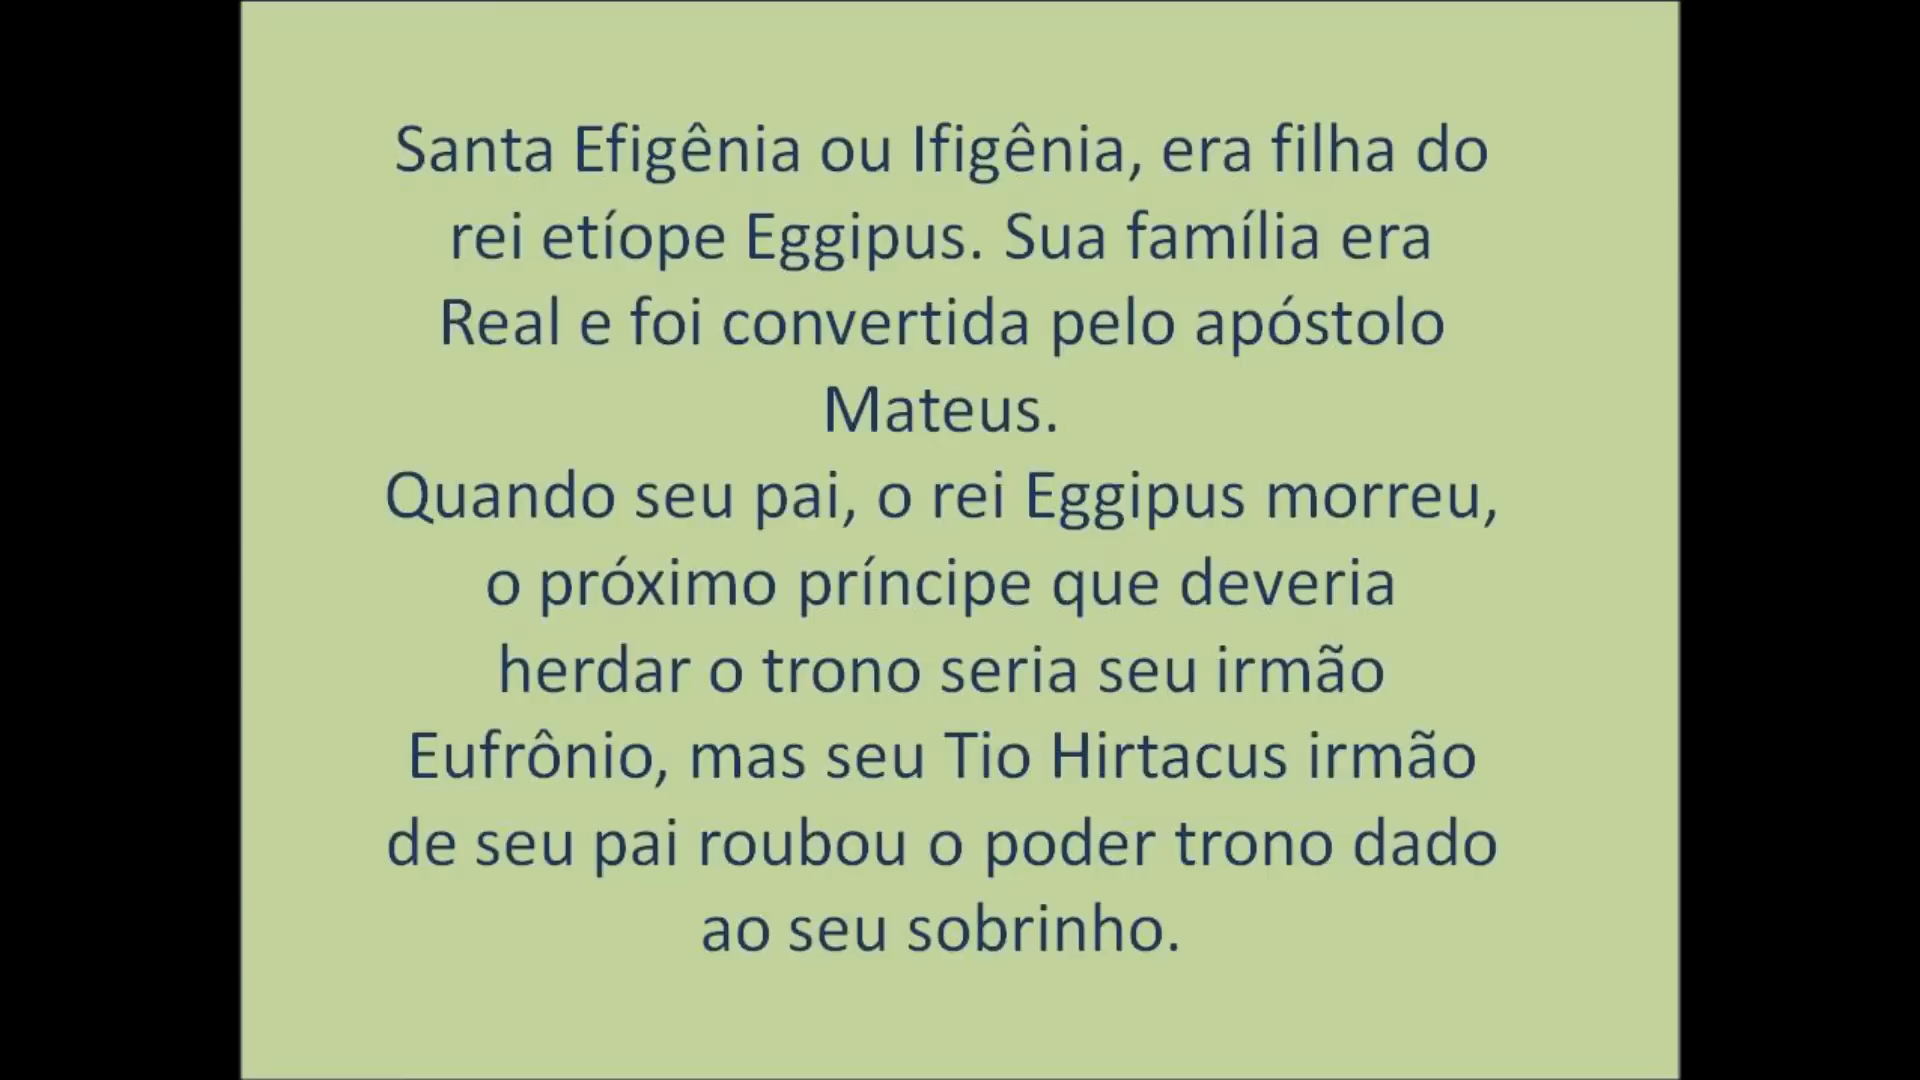 Santa Efigênia ou Ifigênia, era filha do
rei etíope Eggipus. Sua família era
Real e foi convertida pelo apóstolo
Mateus.
Quando seu pai, o rei Eggipus morreu,
o próximo príncipe que deveria
herdar o trono seria seu irmão
Eufrônio, mas seu Tio Hirtacus irmão
de seu pai roubou o poder trono dado
ao seu sobrinho.